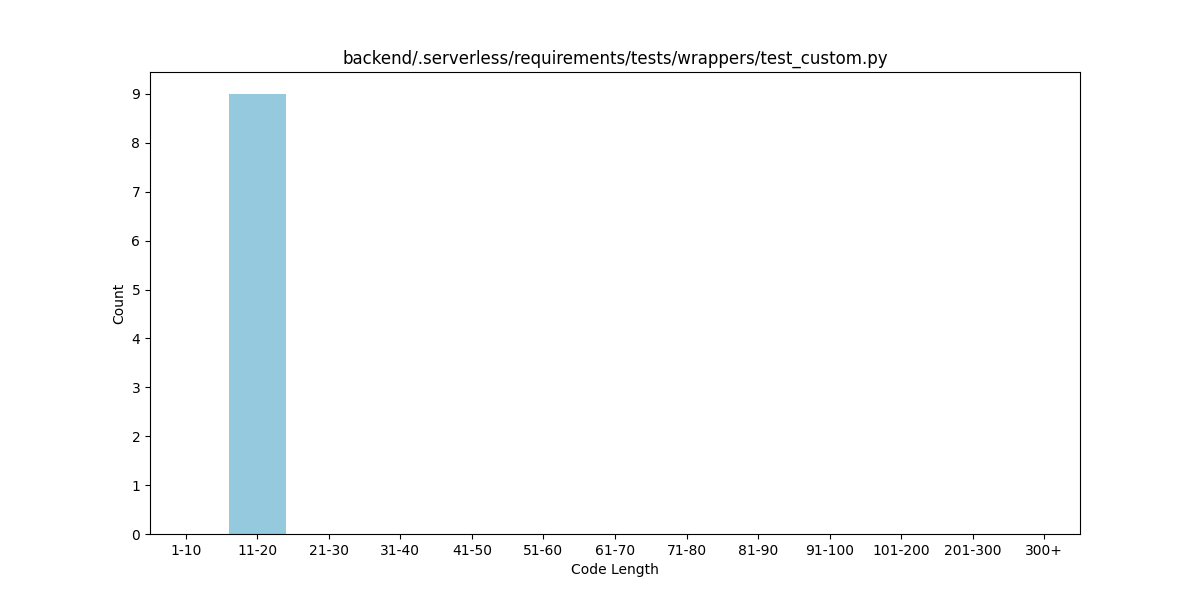 backend/.serverless/requirements/tests/wrappers/test_custom.py
9
8
7
6
5
4
3
2
1
0
Count
1-10 11-20 21-30 31-40 41-50 51-60 61-70 71-80 81-90 91-100 101-200 201-300 300+
Code Length